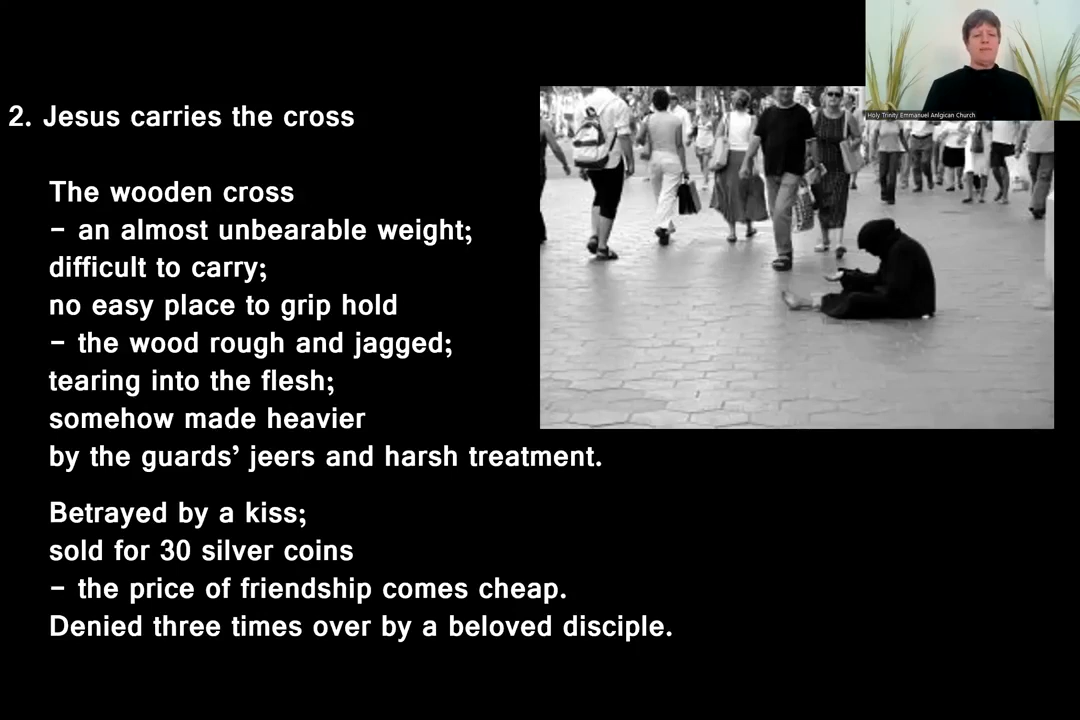 2. Jesus carries the cross
The wooden cross
– an almost unbearable weight;
difficult to carry;
no easy place to grip hold
– the wood rough and jagged;
tearing into the flesh;
somehow made heavier
by the guards’ jeers and harsh treatment.
Betrayed by a kiss;
sold for 30 silver coins
– the price of friendship comes cheap.
Denied three times over by a beloved disciple.
Holy Trinity Emmanuel Anlgican Church